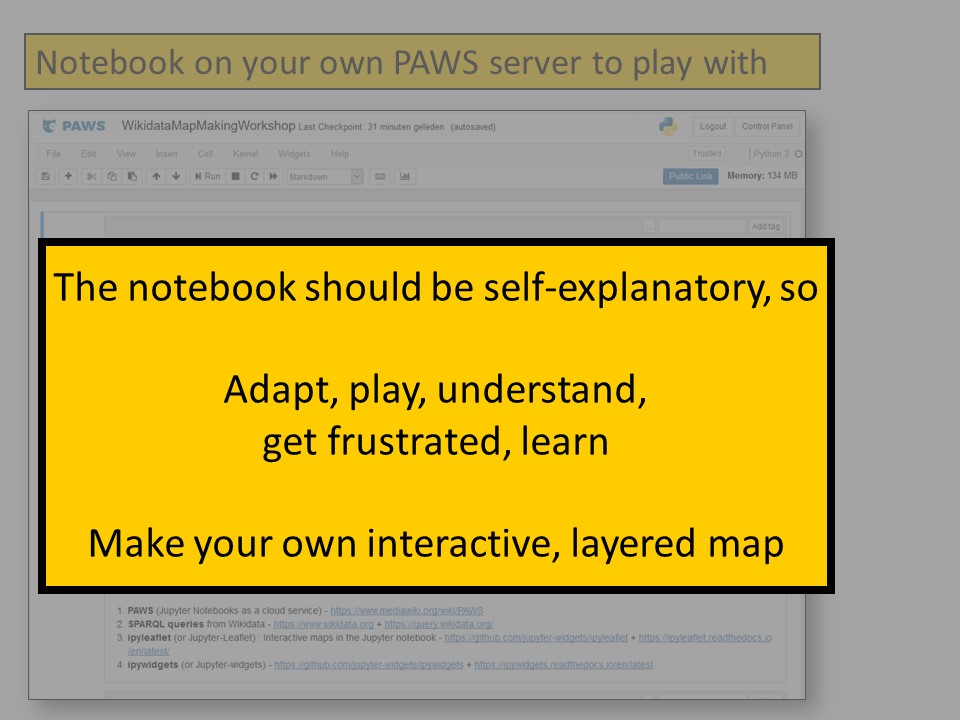 Notebook on your own PAWS server to play with
PAWS WikidataMapMakingWorkshop Last Checkpoint: 31 minuten geleden (autosaved) Logout Control Panel
File Edit View Insert Cell Kernel Widgets Help Trusted Python 3
Run Markdown Public Link Memory: 134 MB
... Add tag
The notebook should be self-explanatory, so
Adapt, play, understand,
get frustrated, learn
Make your own interactive, layered map
1. PAWS (Jupyter Notebooks as a cloud service) - https://www.mediawiki.org/wiki/PAWS
2. SPARQL queries from Wikidata - https://www.wikidata.org + https://query.wikidata.org/
3. ipyleaflet (or Jupyter-Leaflet) : Interactive maps in the Jupyter notebook - https://github.com/jupyter-widgets/ipyleaflet + https://ipyleaflet.readthedocs.io
/en/latest/
4. ipywidgets (or Jupyter-widgets) - https://github.com/jupyter-widgets/ipywidgets + https://ipywidgets.readthedocs.io/en/latest